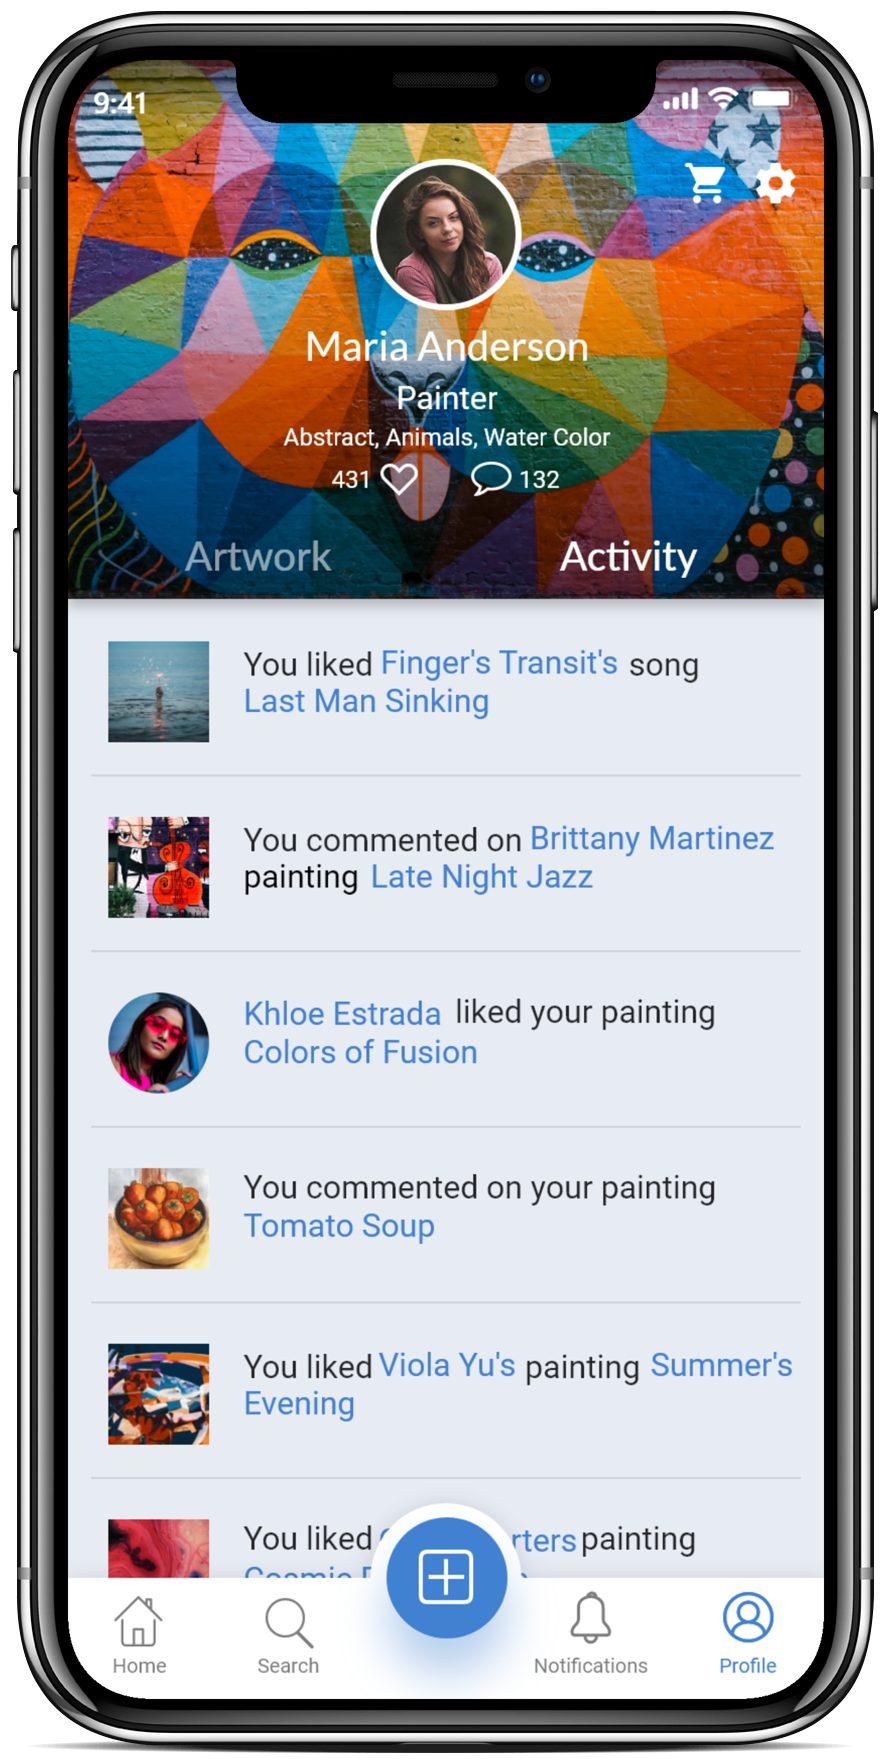 9:41
Maria Anderson
Painter
Abstract, Animals, Water Color
431 132
Artwork Activity
You liked Finger's Transit's song
Last Man Sinking
You commented on Brittany Martinez
painting Late Night Jazz
Khloe Estrada liked your painting
Colors of Fusion
You commented on your painting
Tomato Soup
You liked Viola Yu's painting Summer's
Evening
You liked painting
Cosmic
Home Search Notifications Profile